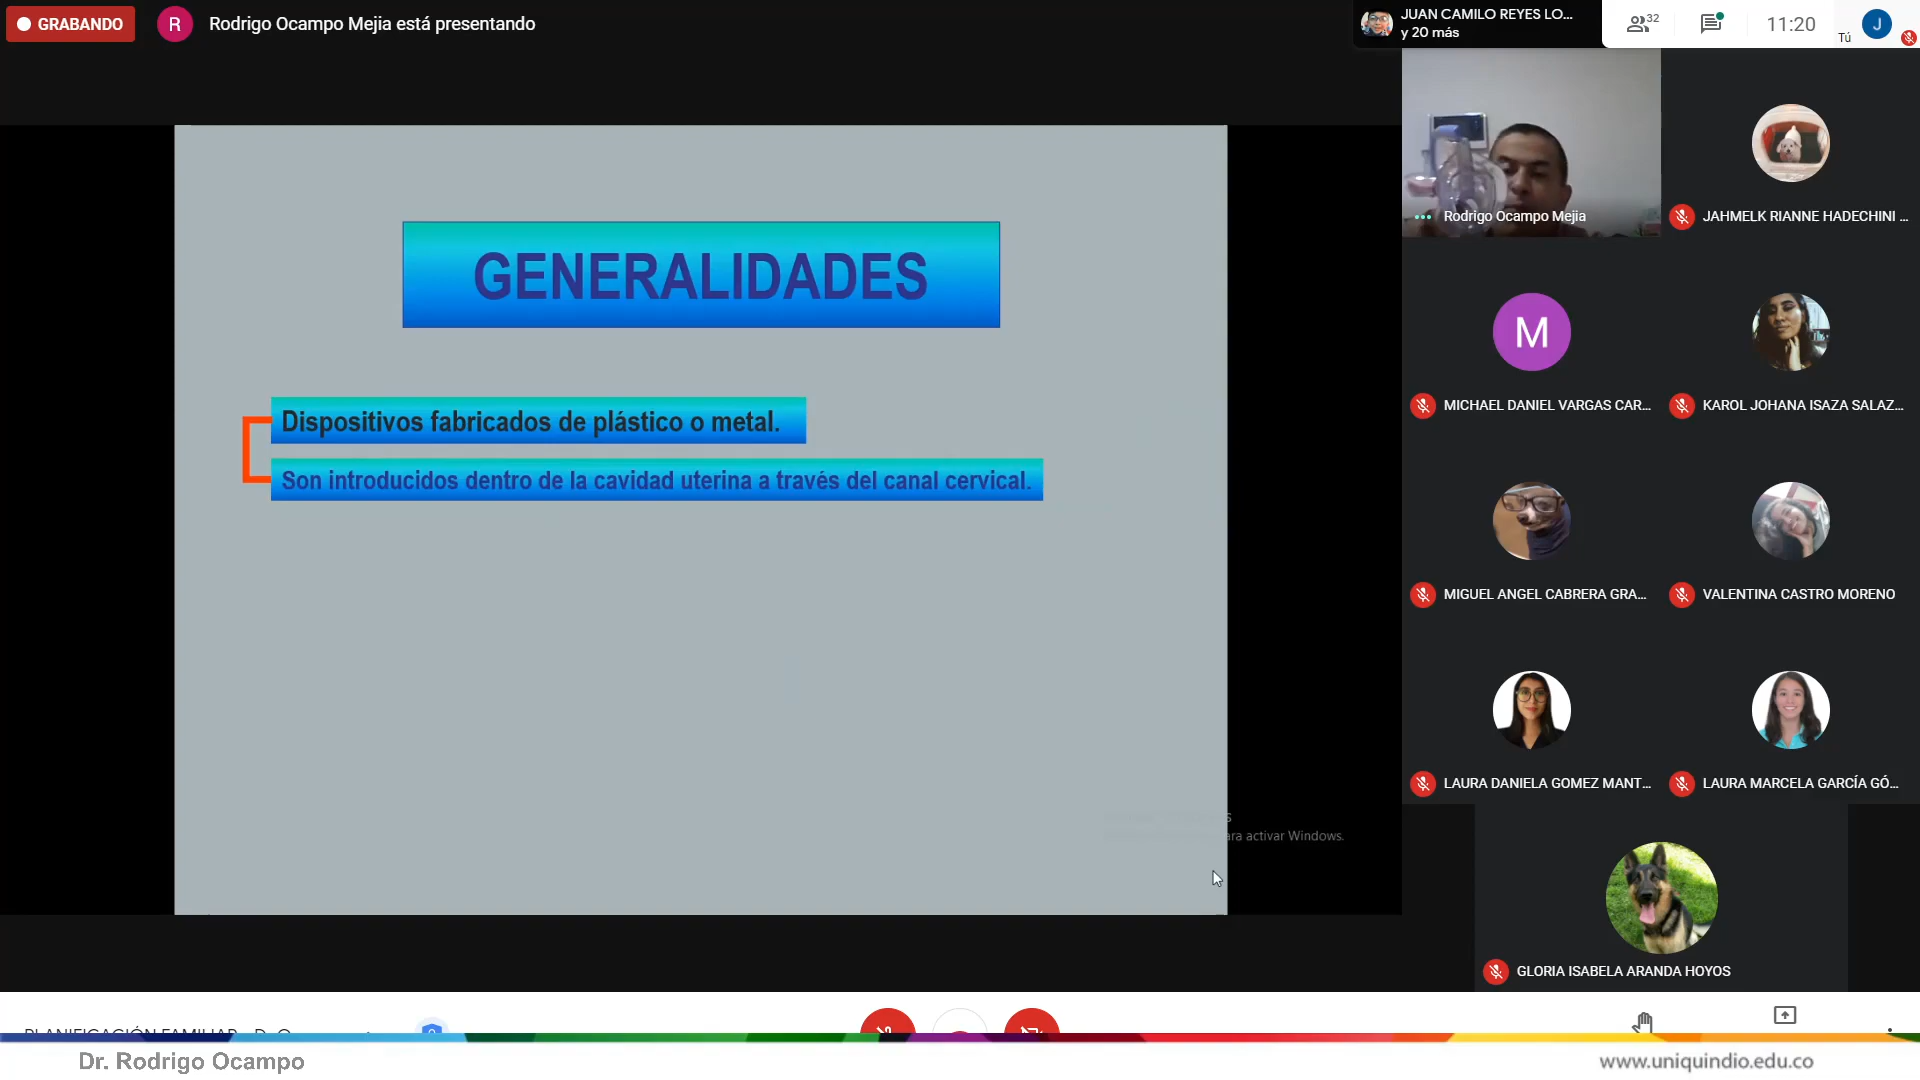 GRABANDO
R
Rodrigo Ocampo Mejia está presentando
JUAN CAMILO REYES LO...
y 20 más
32
11:20
Tú
J
Rodrigo Ocampo Mejia
JAHMELK RIANNE HADECHINI ...
GENERALIDADES
M
MICHAEL DANIEL VARGAS CAR...
KAROL JOHANA ISAZA SALAZ...
Dispositivos fabricados de plástico o metal.
Son introducidos dentro de la cavidad uterina a través del canal cervical.
MIGUEL ANGEL CABRERA GRA...
VALENTINA CASTRO MORENO
LAURA DANIELA GOMEZ MANT...
LAURA MARCELA GARCÍA GÓ...
activar Windows.
GLORIA ISABELA ARANDA HOYOS
PLANIFICACIÓN FAMILIAR
Dr. Rodrigo Ocampo
www.uniquindio.edu.co